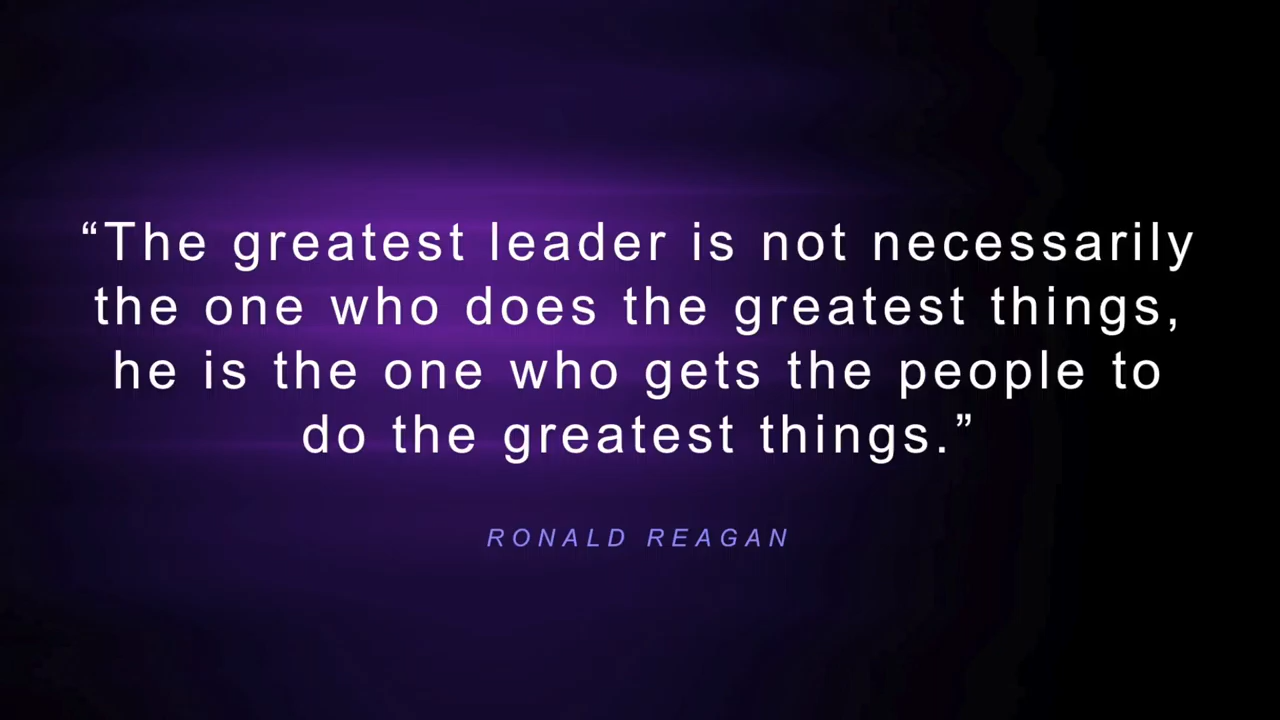 “The greatest leader is not necessarily
the one who does the greatest things,
he is the one who gets the people to
do the greatest things.”
RONALD REAGAN